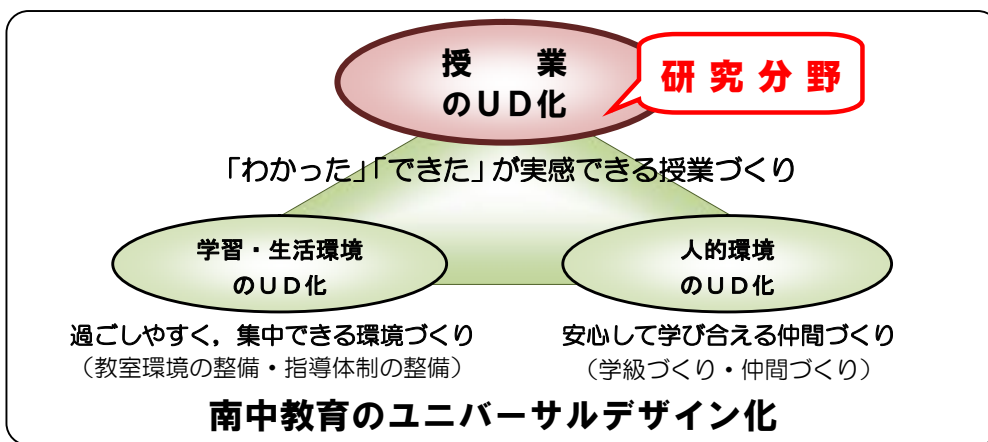 授　業
のＵＤ化
研究分野
「わかった」「できた」が実感できる授業づくり
学習・生活環境
のＵＤ化
人的環境
のＵＤ化
過ごしやすく，集中できる環境づくり
（教室環境の整備・指導体制の整備）
安心して学び合える仲間づくり
（学級づくり・仲間づくり）
南中教育のユニバーサルデザイン化